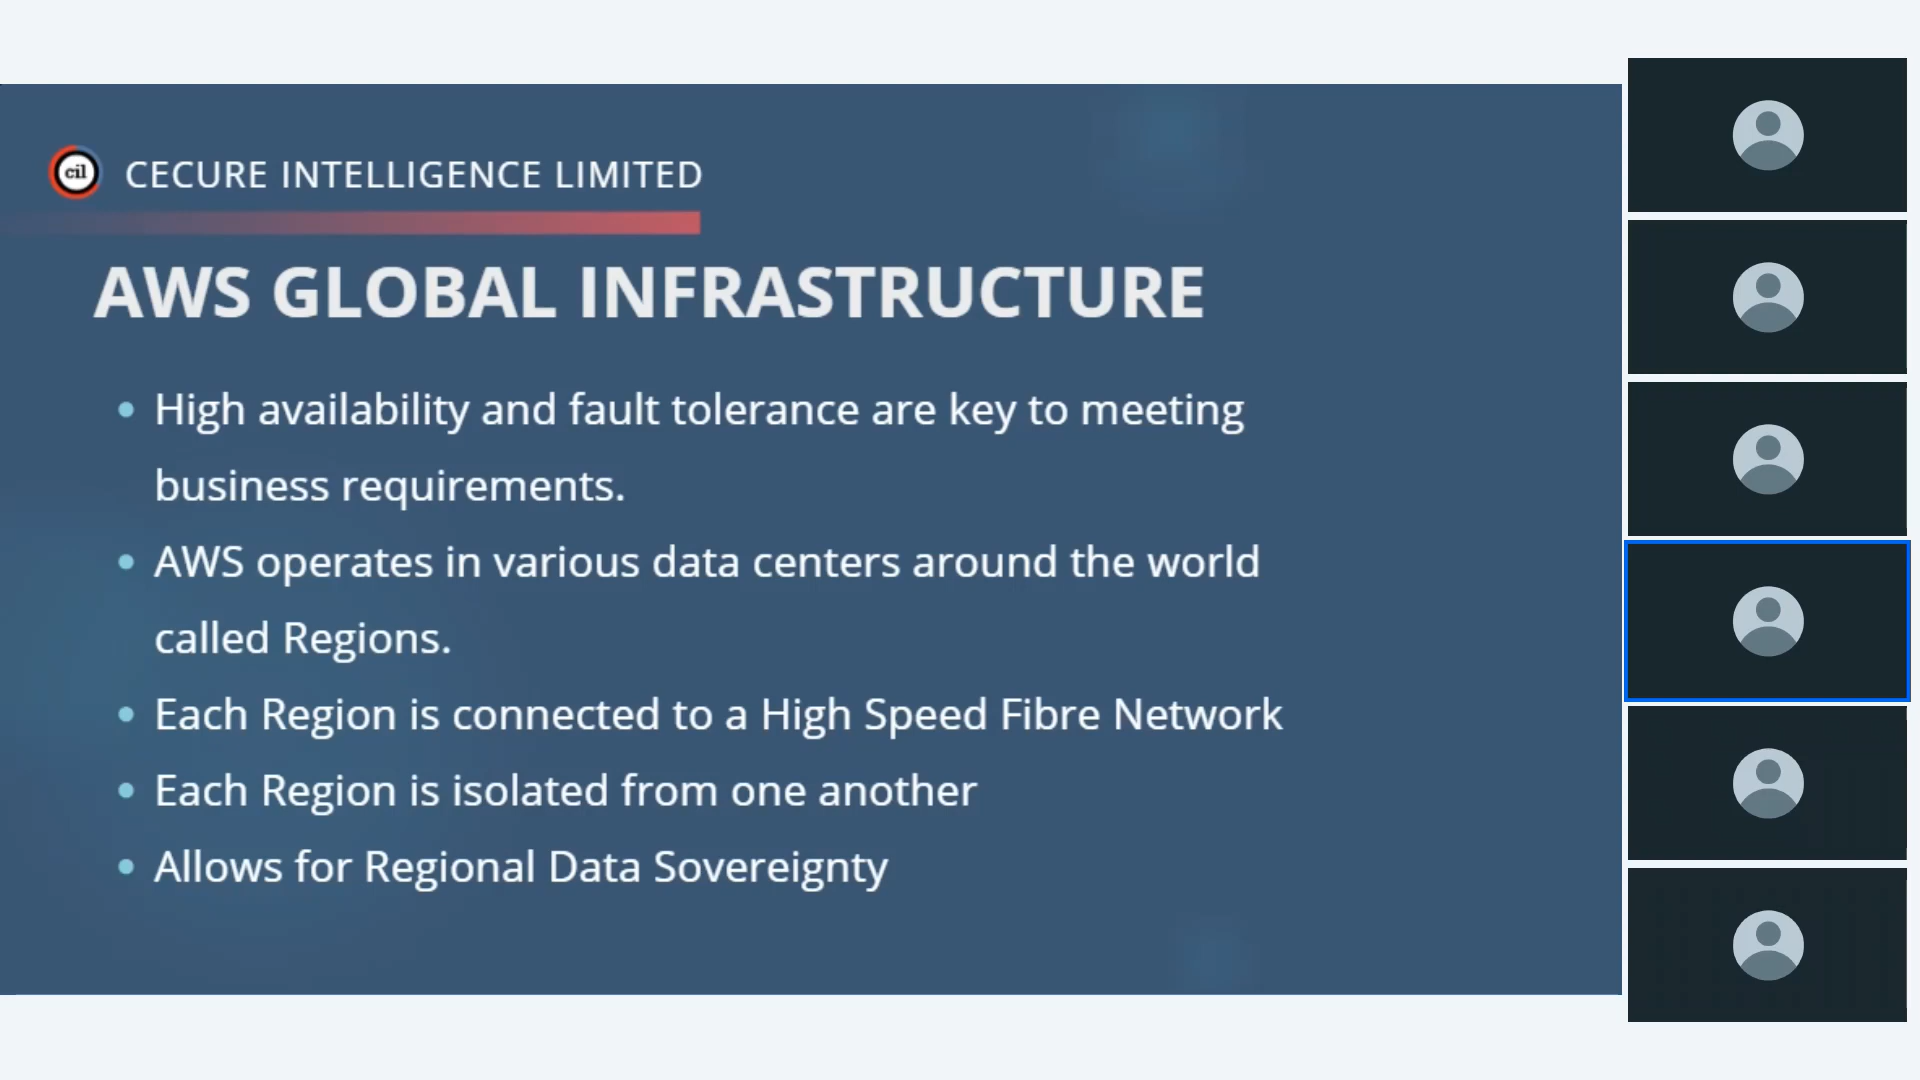 cil
CECURE INTELLIGENCE LIMITED
AWS GLOBAL INFRASTRUCTURE
• High availability and fault tolerance are key to meeting
business requirements.
• AWS operates in various data centers around the world
called Regions.
• Each Region is connected to a High Speed Fibre Network
• Each Region is isolated from one another
• Allows for Regional Data Sovereignty